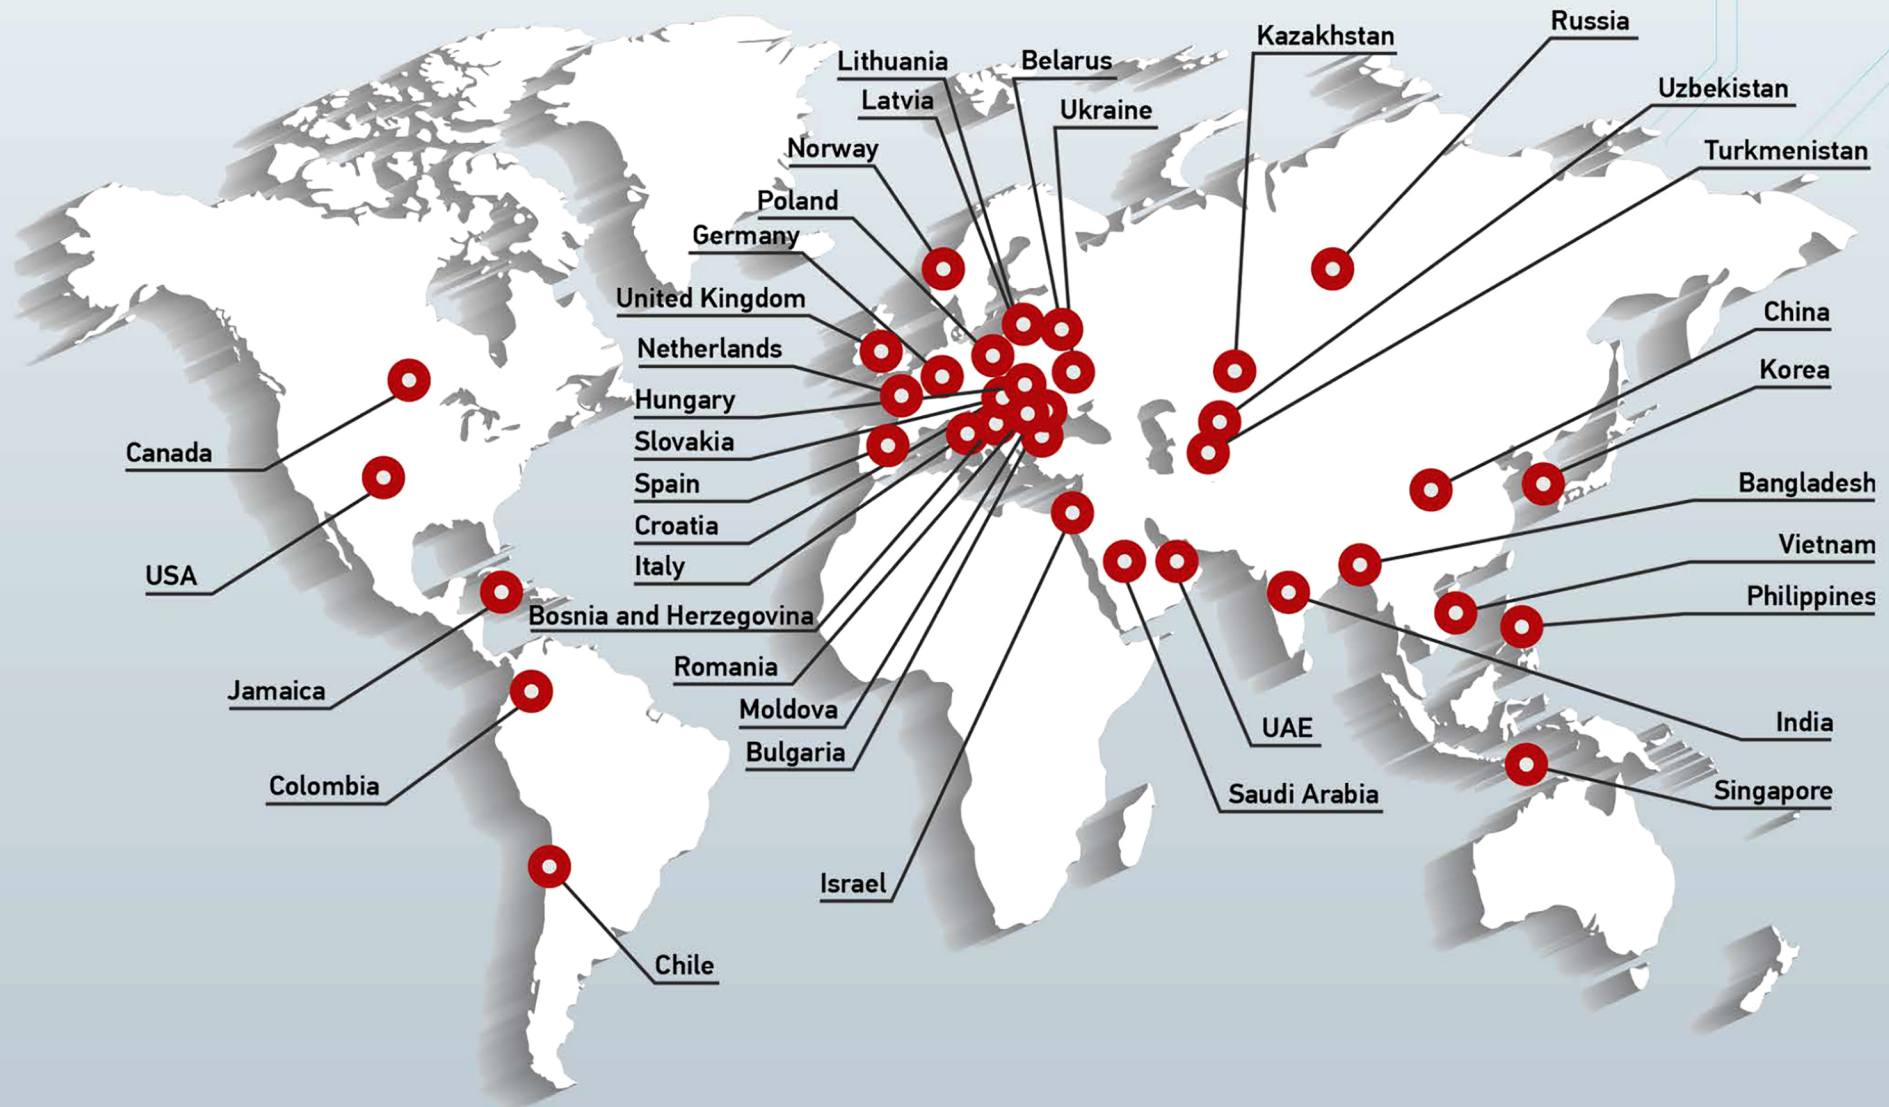 Russia
Kazakhstan
Lithuania
Belarus
Uzbekistan
Latvia
Ukraine
Norway
Turkmenistan
Poland
Germany
United Kingdom
China
Netherlands
Korea
Hungary
Slovakia
Canada
Spain
Bangladesh
Croatia
Vietnam
Italy
USA
Philippines
Bosnia and Herzegovina
Romania
Jamaica
Moldova
India
UAE
Bulgaria
Colombia
Singapore
Saudi Arabia
Israel
Chile